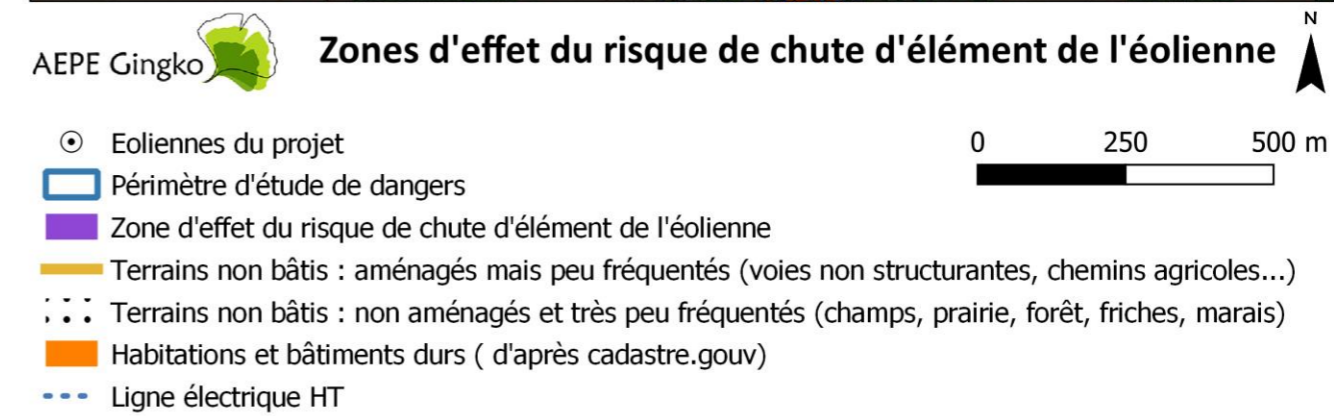 N
AEPE Gingko
Zones d'effet du risque de chute d'élément de l'éolienne
Eoliennes du projet
0 250 500 m
Périmètre d'étude de dangers
Zone d'effet du risque de chute d'élément de l'éolienne
Terrains non bâtis : aménagés mais peu fréquentés (voies non structurantes, chemins agricoles...)
Terrains non bâtis : non aménagés et très peu fréquentés (champs, prairie, forêt, friches, marais)
Habitations et bâtiments durs ( d'après cadastre.gouv)
Ligne électrique HT